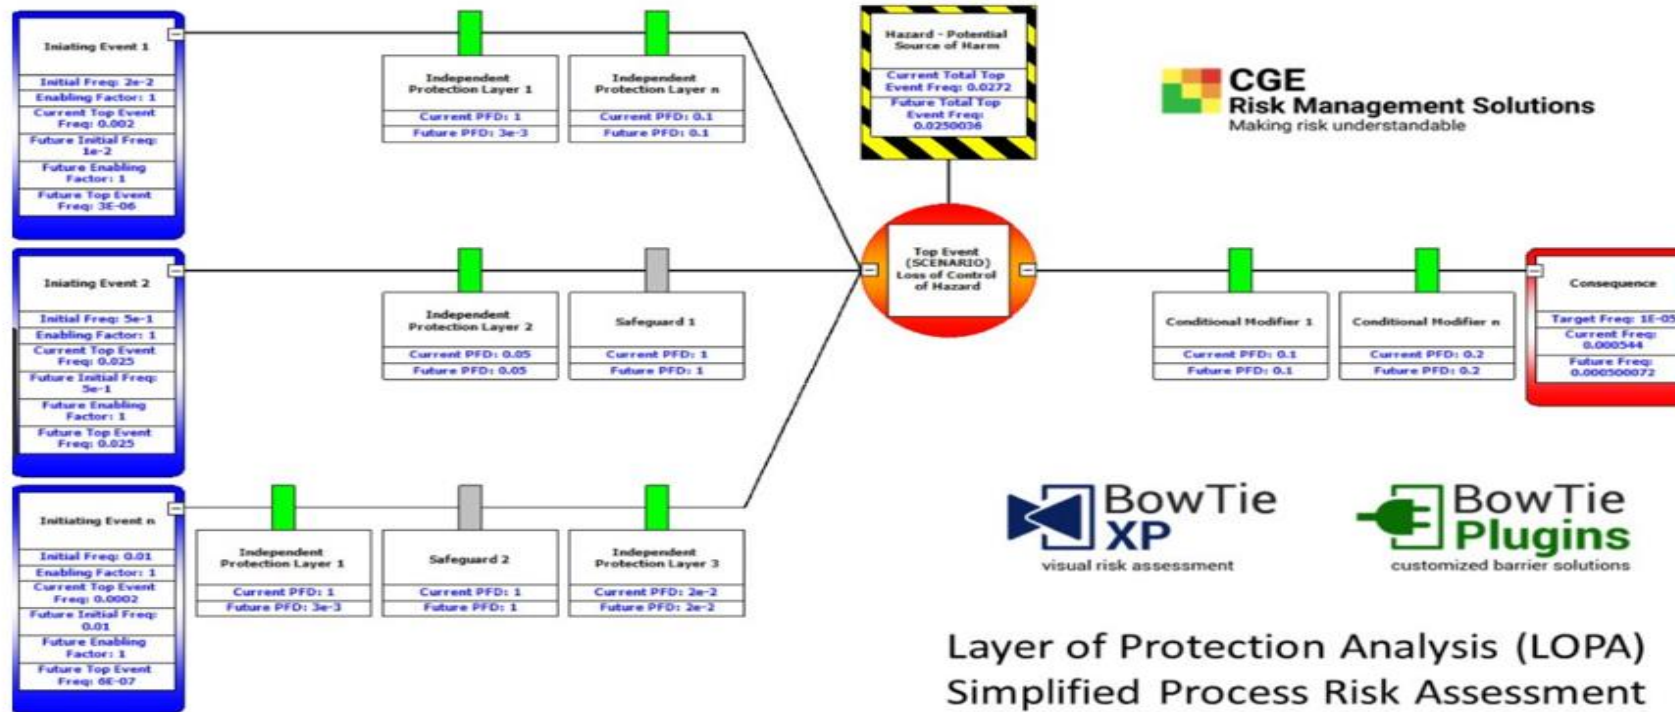 Iniating Event 1
Initial Freq: 2e-2
Enabling Factor: 1
Current Top Event
Freq: 0.002
Future Initial Freq:
1e-2
Future Enabling
Factor: 1
Future Top Event
Freq: 3E-06
Independent
Protection Layer 1
Current PFD: 1
Future PFD: 3e-3
Independent
Protection Layer n
Current PFD: 0.1
Future PFD: 0.1
Hazard - Potential
Source of Harm
Current Total Top
Event Freq: 0.0272
Future Total Top
Event Freq:
0.0250036
CGE
Risk Management Solutions
Making risk understandable
Iniating Event 2
Initial Freq: 5e-1
Enabling Factor: 1
Current Top Event
Freq: 0.025
Future Initial Freq:
5e-1
Future Enabling
Factor: 1
Future Top Event
Freq: 0.025
Independent
Protection Layer 2
Current PFD: 0.05
Future PFD: 0.05
Safeguard 1
Current PFD: 1
Future PFD: 1
Top Event
(SCENARIO)
Loss of Control
of Hazard
Conditional Modifier 1
Current PFD: 0.1
Future PFD: 0.1
Conditional Modifier n
Current PFD: 0.2
Future PFD: 0.2
Consequence
Target Freq: 1E-05
Current Freq:
0.000544
Future Freq:
0.000500072
Initiating Event n
Initial Freq: 0.01
Enabling Factor: 1
Current Top Event
Freq: 0.0002
Future Initial Freq:
0.01
Future Enabling
Factor: 1
Future Top Event
Freq: 6E-07
Independent
Protection Layer 1
Current PFD: 1
Future PFD: 3e-3
Safeguard 2
Current PFD: 1
Future PFD: 1
Independent
Protection Layer 3
Current PFD: 2e-2
Future PFD: 2e-2
BowTie
XP
visual risk assessment
BowTie
Plugins
customized barrier solutions
Layer of Protection Analysis (LOPA)
Simplified Process Risk Assessment